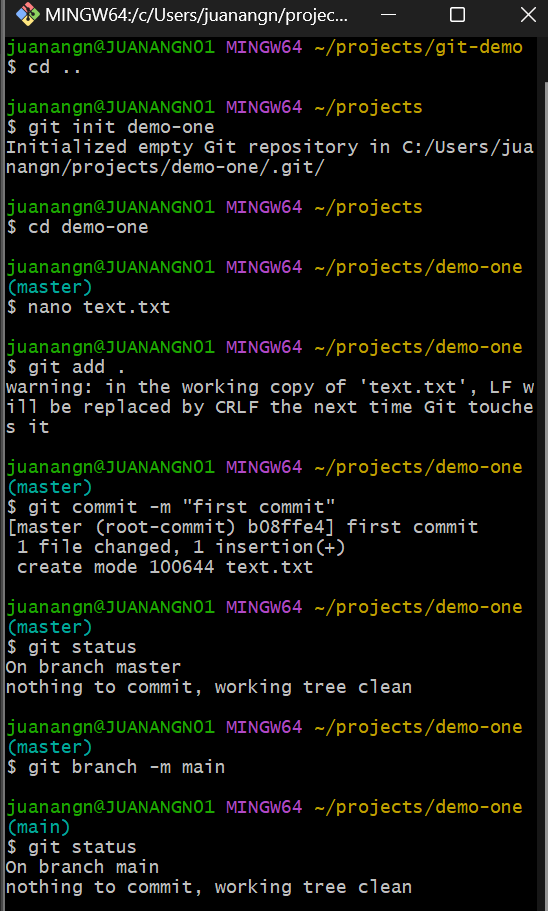 MINGW64:/c/Users/juanangn/projec...
juanangn@JUANANGN01 MINGW64 ~/projects/git-demo
$ cd ..
juanangn@JUANANGN01 MINGW64 ~/projects
$ git init demo-one
Initialized empty Git repository in C:/Users/jua
nangn/projects/demo-one/.git/
juanangn@JUANANGN01 MINGW64 ~/projects
$ cd demo-one
juanangn@JUANANGN01 MINGW64 ~/projects/demo-one
(master)
$ nano text.txt
juanangn@JUANANGN01 MINGW64 ~/projects/demo-one
$ git add .
warning: in the working copy of 'text.txt', LF w
ill be replaced by CRLF the next time Git touche
s it
juanangn@JUANANGN01 MINGW64 ~/projects/demo-one
(master)
$ git commit -m "first commit"
[master (root-commit) b08ffe4] first commit
 1 file changed, 1 insertion(+)
 create mode 100644 text.txt
juanangn@JUANANGN01 MINGW64 ~/projects/demo-one
(master)
$ git status
On branch master
nothing to commit, working tree clean
juanangn@JUANANGN01 MINGW64 ~/projects/demo-one
(master)
$ git branch -m main
juanangn@JUANANGN01 MINGW64 ~/projects/demo-one
(main)
$ git status
On branch main
nothing to commit, working tree clean